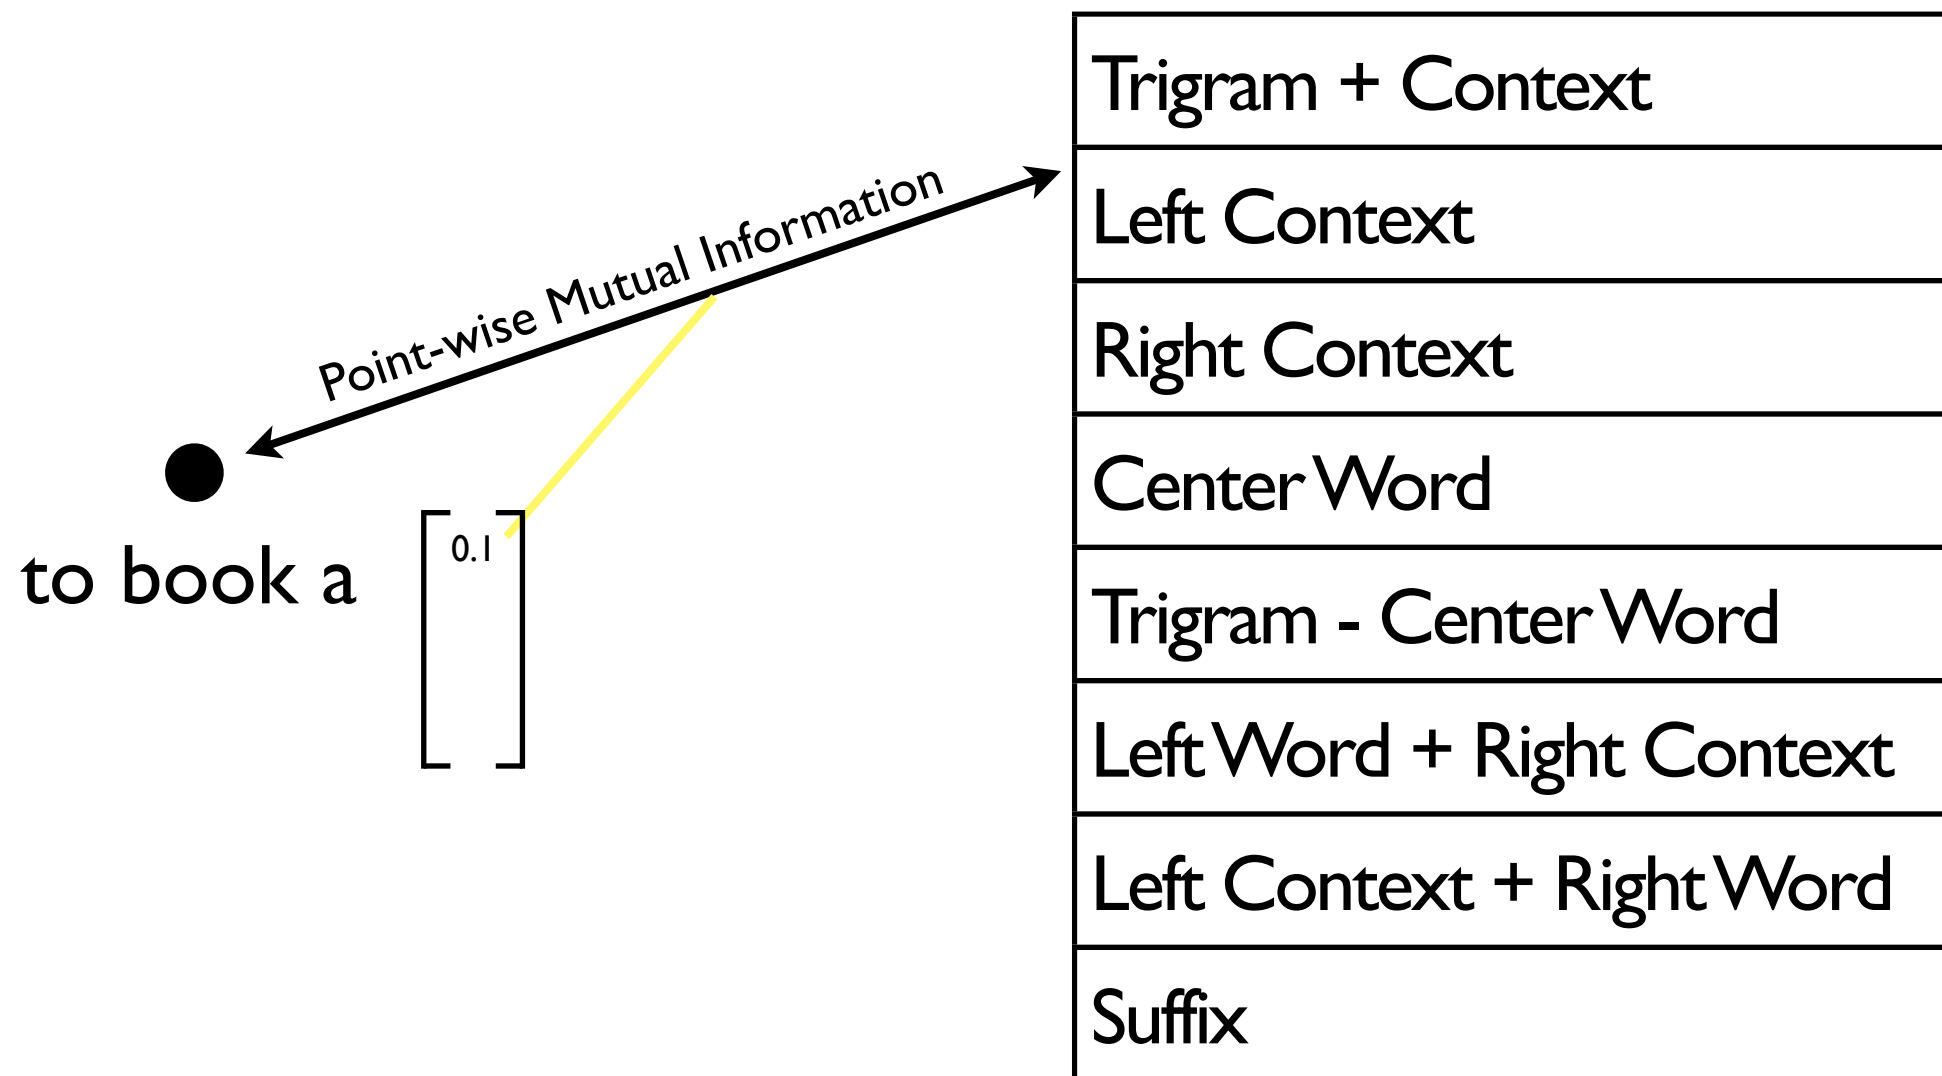 Point-wise Mutual Information
to book a
0.1
Trigram + Context
Left Context
Right Context
Center Word
Trigram - Center Word
Left Word + Right Context
Left Context + Right Word
Suffix